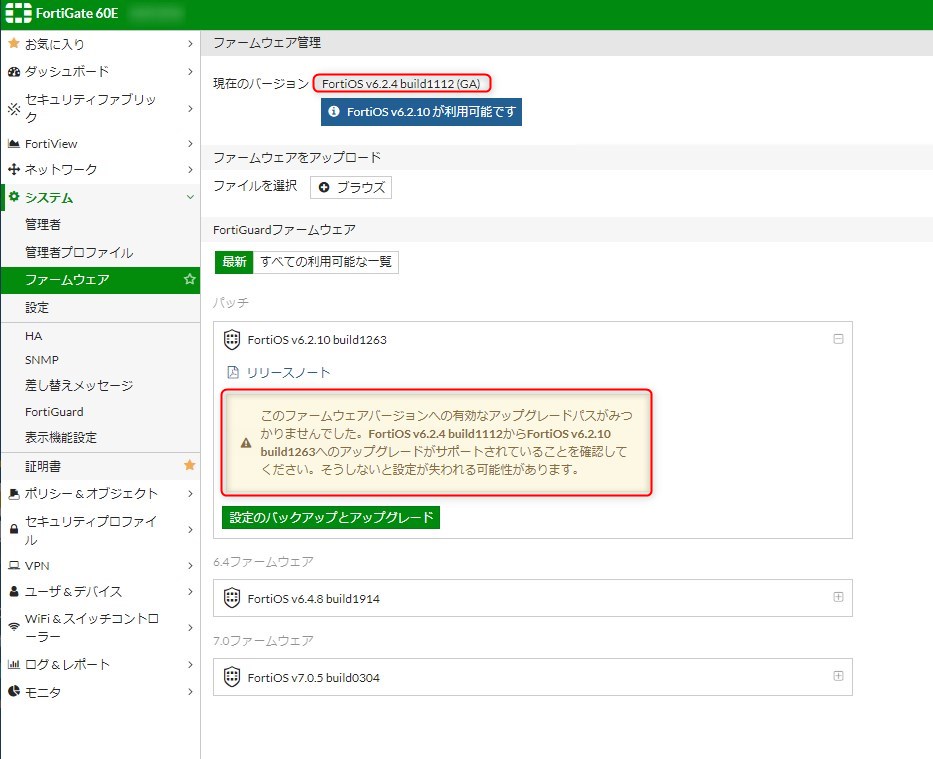 FortiGate 60E
お気に入り
ダッシュボード
セキュリティファブリッ
ク
FortiView
ネットワーク
システム
管理者
管理者プロファイル
ファームウェア
設定
HA
SNMP
差し替えメッセージ
FortiGuard
表示機能設定
証明書
ポリシー＆オブジェクト
セキュリティプロファイ
ル
VPN
ユーザ＆デバイス
WiFi＆スイッチコントロ
ーラー
ログ＆レポート
モニタ
ファームウェア管理
現在のバージョン FortiOS v6.2.4 build1112 (GA)
FortiOS v6.2.10 が利用可能です
ファームウェアをアップロード
ファイルを選択 ブラウズ
FortiGuardファームウェア
最新 すべての利用可能な一覧
パッチ
FortiOS v6.2.10 build1263
リリースノート
このファームウェアバージョンへの有効なアップグレードパスがみつ
かりませんでした。FortiOS v6.2.4 build1112からFortiOS v6.2.10
build1263へのアップグレードがサポートされていることを確認して
ください。そうしないと設定が失われる可能性があります。
設定のバックアップとアップグレード
6.4ファームウェア
FortiOS v6.4.8 build1914
7.0ファームウェア
FortiOS v7.0.5 build0304